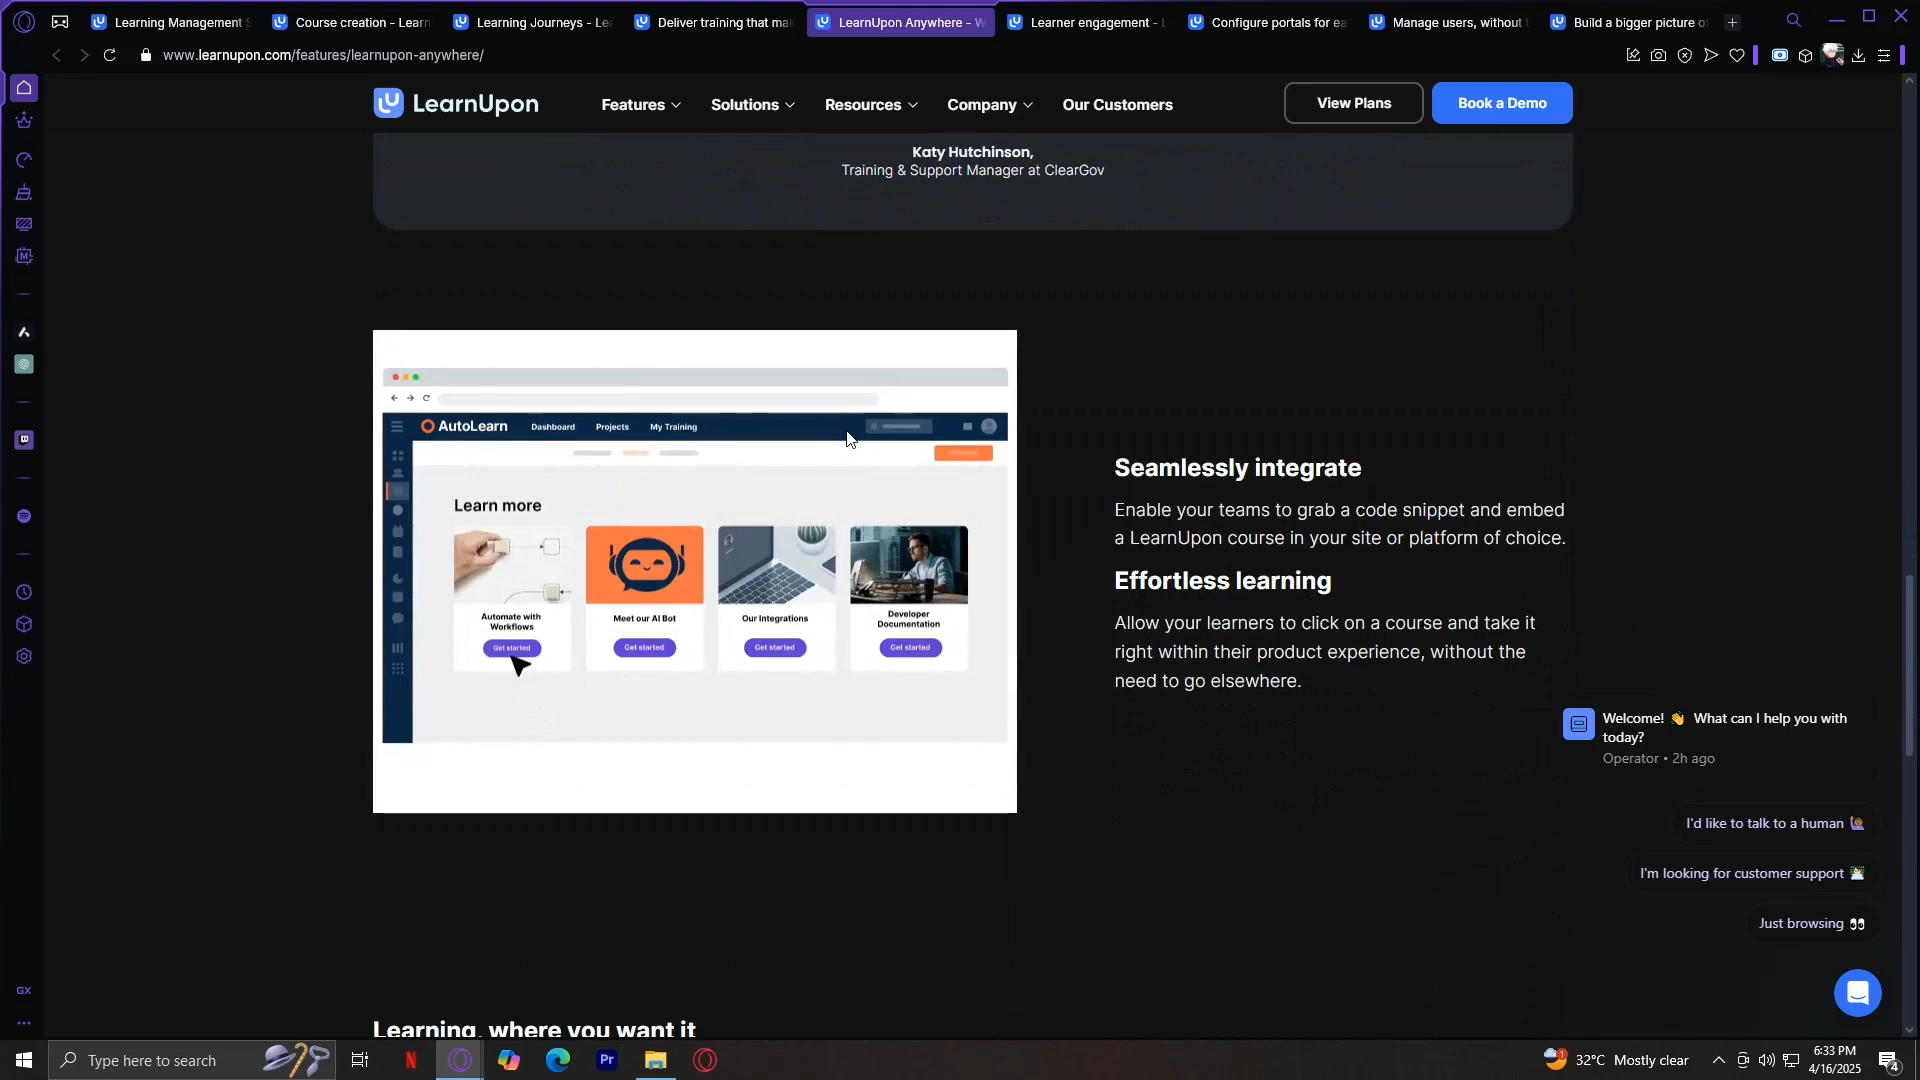 Learning Management S
Course creation - Learn
Learning Journeys - Le
Deliver training that ma
LearnUpon Anywhere - W
Learner engagement - L
Configure portals for ea
Manage users, without
Build a bigger picture o
www.learnupon.com/features/learnupon-anywhere/
LearnUpon
Features
Solutions
Resources
Company
Our Customers
View Plans
Book a Demo
Katy Hutchinson,
Training & Support Manager at ClearGov
AutoLearn
Dashboard
Projects
My Training
Learn more
Automate with
Workflows
Get started
Meet our AI Bot
Get started
Our Integrations
Get started
Developer
Documentation
Get started
Seamlessly integrate
Enable your teams to grab a code snippet and embed
a LearnUpon course in your site or platform of choice.
Effortless learning
Allow your learners to click on a course and take it
right within their product experience, without the
need to go elsewhere.
Welcome! 👋 What can I help you with
today?
Operator • 2h ago
I'd like to talk to a human 🙋🏽
I'm looking for customer support
Just browsing 👀
Learning, where you want it
GX
Type here to search
Pr
1
32°C Mostly clear
6:33 PM
4/16/2025
4